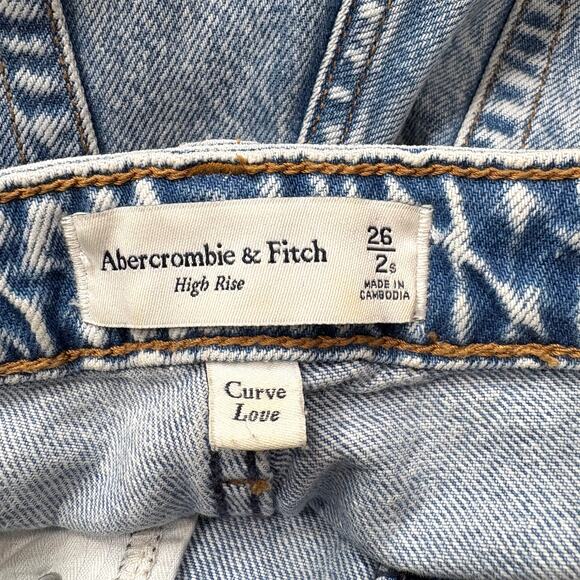 Abercrombie & Fitch
High Rise
26
2s
MADE IN
CAMBODIA
Curve
Love